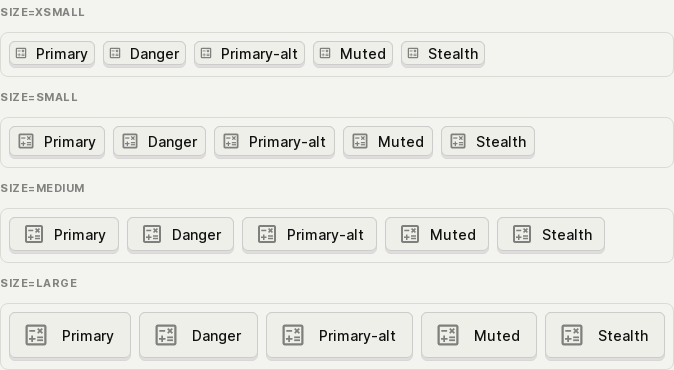 SIZE=XSMALL
Primary Danger Primary-alt Muted Stealth
SIZE=SMALL
Primary Danger Primary-alt Muted Stealth
SIZE=MEDIUM
Primary Danger Primary-alt Muted Stealth
SIZE=LARGE
Primary Danger Primary-alt Muted Stealth